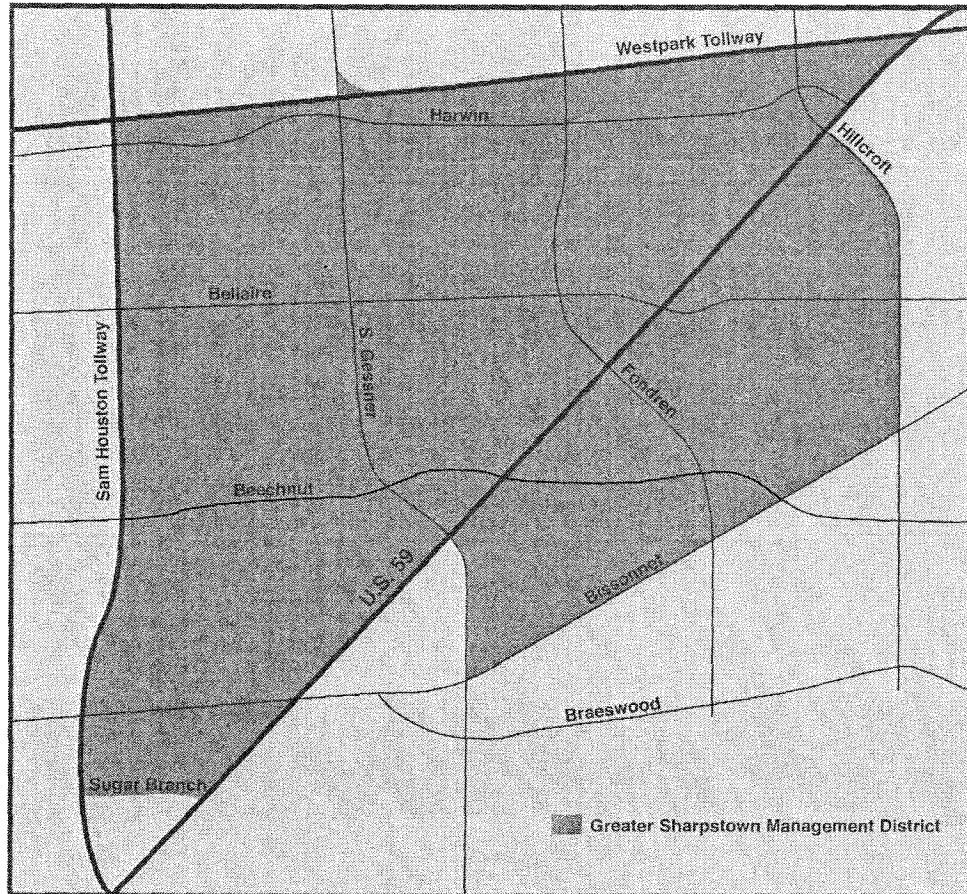 Westpark Tollway
Harwin
Hillcroft
Bellaire
S. Gessner
Sam Houston Tollway
Fondren
Beechnut
U.S. 59
Bissonnet
Braeswood
Sugar Branch
Greater Sharpstown Management District